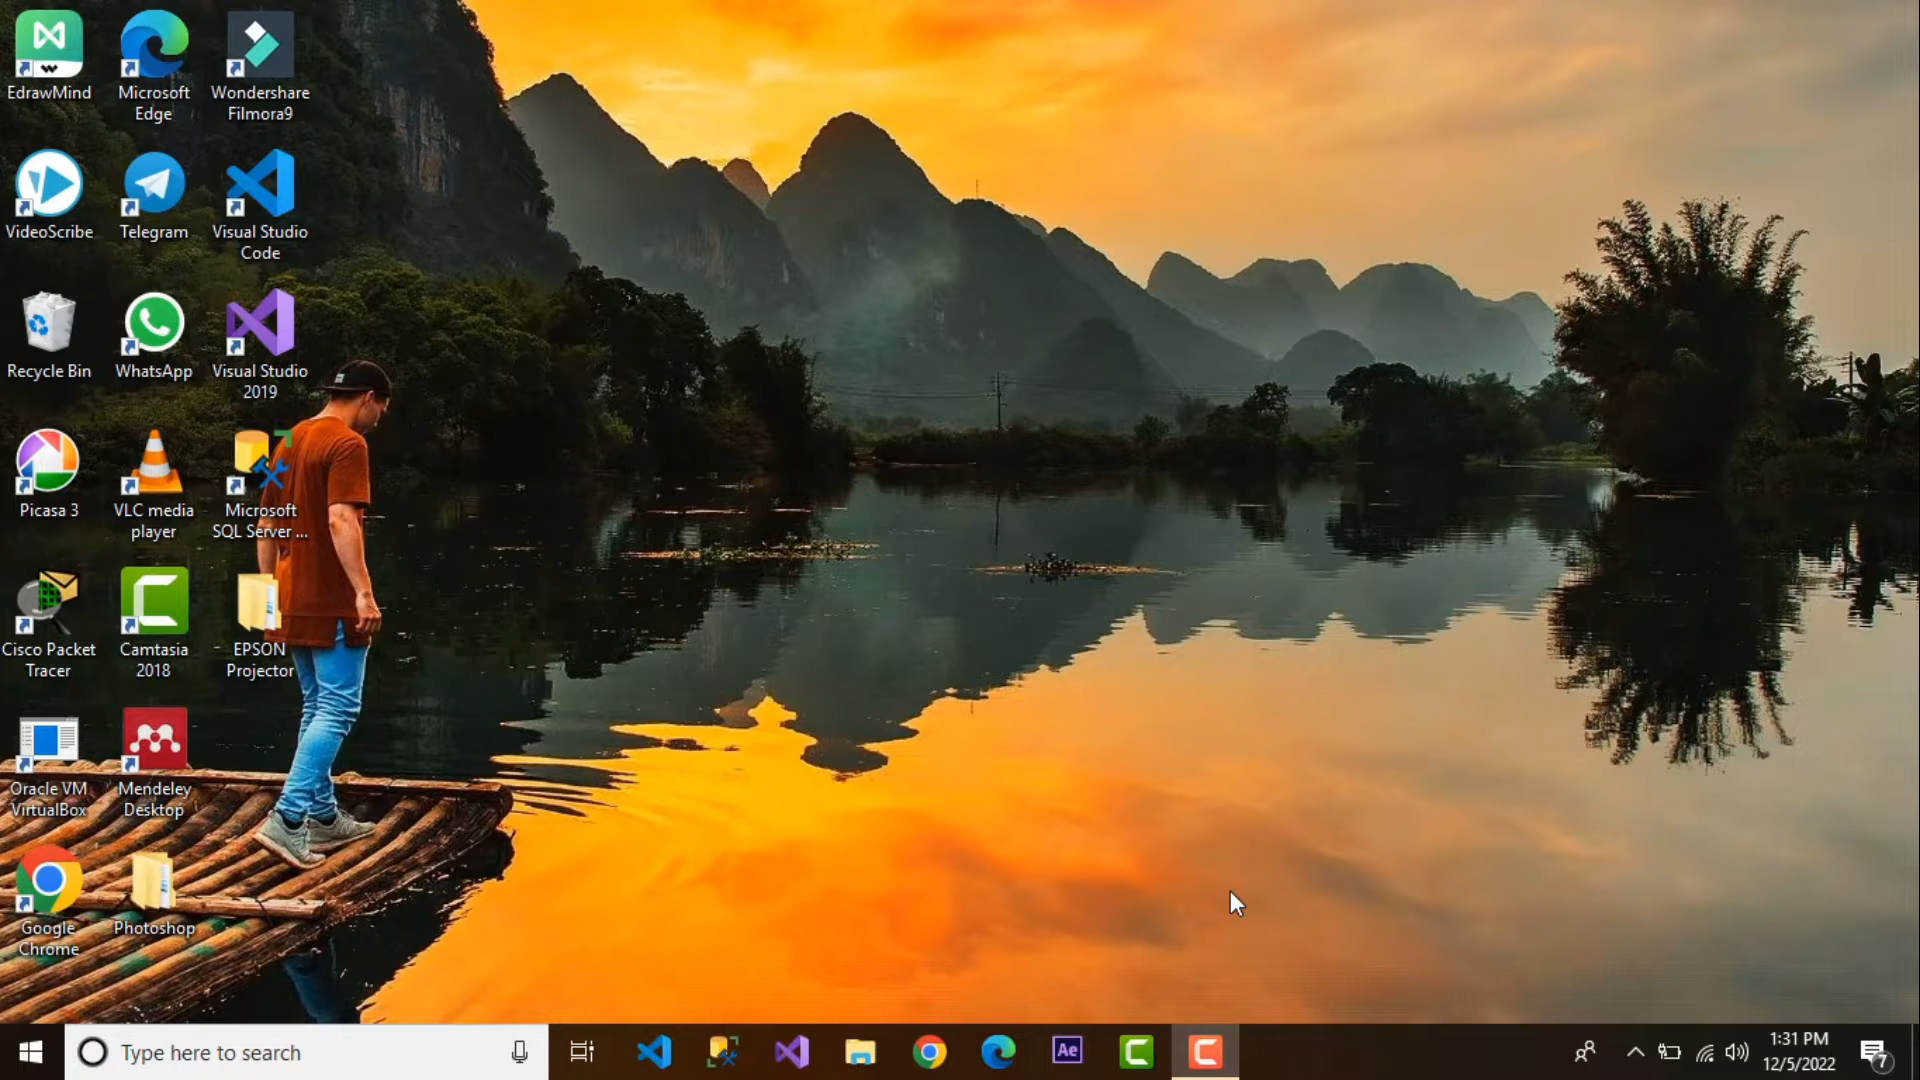 EdrawMind
Microsoft
Edge
Wondershare
Filmora9
VideoScribe
Telegram
Visual Studio
Code
Recycle Bin
WhatsApp
Visual Studio
2019
Picasa 3
VLC media
player
Microsoft
SQL Server ...
Cisco Packet
Tracer
Camtasia
2018
EPSON
Projector
Oracle VM
VirtualBox
Mendeley
Desktop
Google
Chrome
Photoshop
Type here to search
Ae
1:31 PM
12/5/2022
7